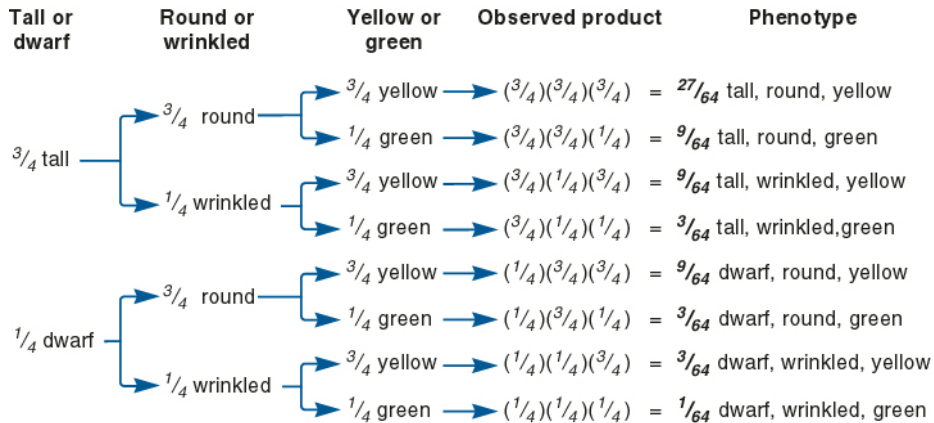 Tall or dwarf Round or wrinkled Yellow or green Observed product Phenotype
3/4 yellow (3/4)(3/4)(3/4) = 27/64 tall, round, yellow
3/4 round
1/4 green (3/4)(3/4)(1/4) = 9/64 tall, round, green
3/4 tall
3/4 yellow (3/4)(1/4)(3/4) = 9/64 tall, wrinkled, yellow
1/4 wrinkled
1/4 green (3/4)(1/4)(1/4) = 3/64 tall, wrinkled,green
3/4 yellow (1/4)(3/4)(3/4) = 9/64 dwarf, round, yellow
3/4 round
1/4 green (1/4)(3/4)(1/4) = 3/64 dwarf, round, green
1/4 dwarf
3/4 yellow (1/4)(1/4)(3/4) = 3/64 dwarf, wrinkled, yellow
1/4 wrinkled
1/4 green (1/4)(1/4)(1/4) = 1/64 dwarf, wrinkled, green